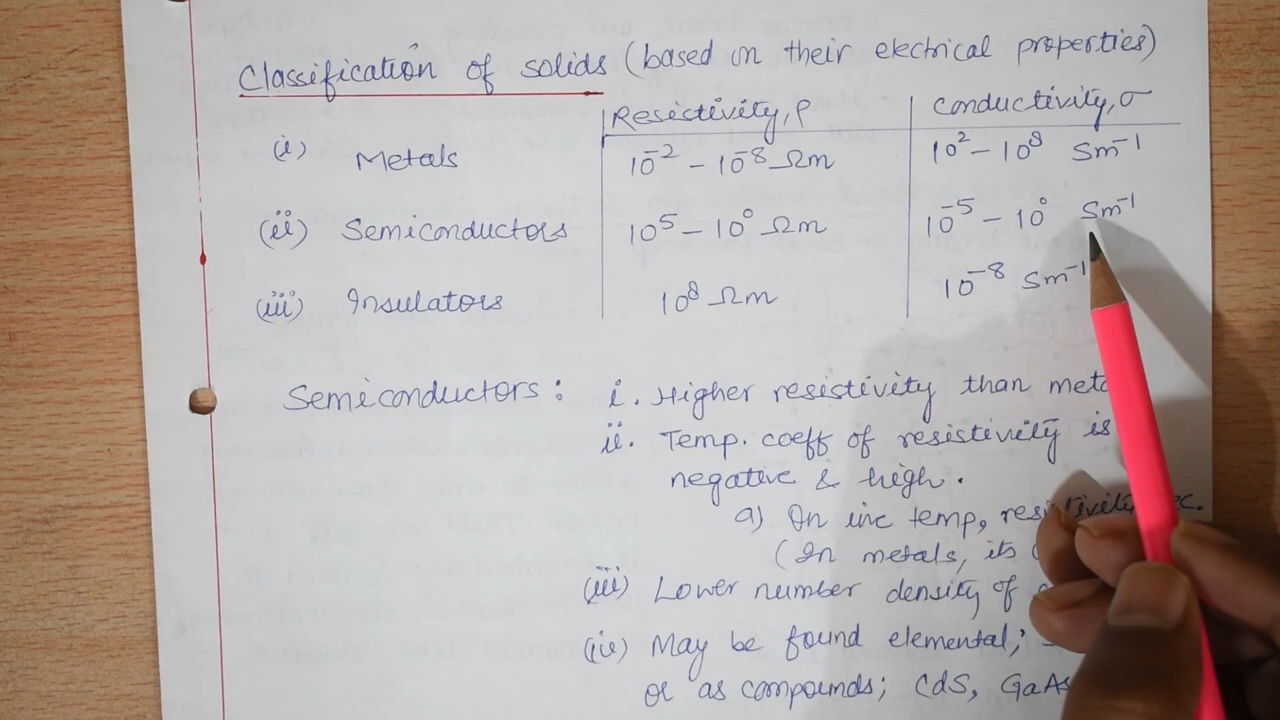 Classification of solids (based on their electrical properties)
Resistivity, ρ conductivity, σ
(i) Metals 10⁻² – 10⁻⁸ Ωm 10² – 10⁸ Sm⁻¹
(ii) Semiconductors 10⁵ – 10⁰ Ωm 10⁻⁵ – 10⁰ Sm⁻¹
(iii) Insulators 10⁸ Ωm 10⁻⁸ Sm⁻¹
Semiconductors : i. Higher resistivity than
ii. Temp. coeff of resistivity is
negative & high.
a) On inc temp,
(In metals, its
(iii) Lower number density of
(iv) May be found elemental;
or as compounds; CdS, GaAs